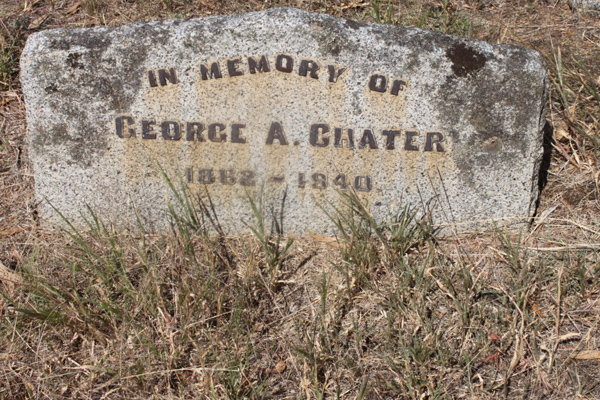 IN MEMORY OF
GEORGE A. CHATER
1862 - 1940